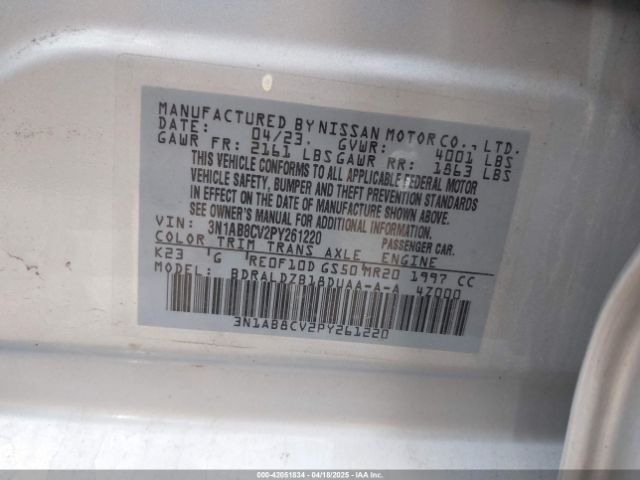 MANUFACTURED BY NISSAN MOTOR CO., LTD.
DATE: 04/23 GVWR: 4001 LBS
GAWR FR: 2161 LBS GAWR RR: 1863 LBS
THIS VEHICLE CONFORMS TO ALL APPLICABLE FEDERAL MOTOR
VEHICLE SAFETY, BUMPER AND THEFT PREVENTION STANDARDS
IN EFFECT ON THE DATE OF MANUFACTURE SHOWN ABOVE.
SEE OWNER'S MANUAL FOR ADDITIONAL INFORMATION.
VIN: 3N1AB8CV2PY261220 PASSENGER CAR.
COLOR TRIM TRANS AXLE ENGINE
K23 G RE0F10D GS50 MR20 1997 CC
MODEL: BDRALDZB18DUAA-A-A 47000
3N1AB8CV2PY261220
000-42051834 - 04/18/2025 - IAA Inc.